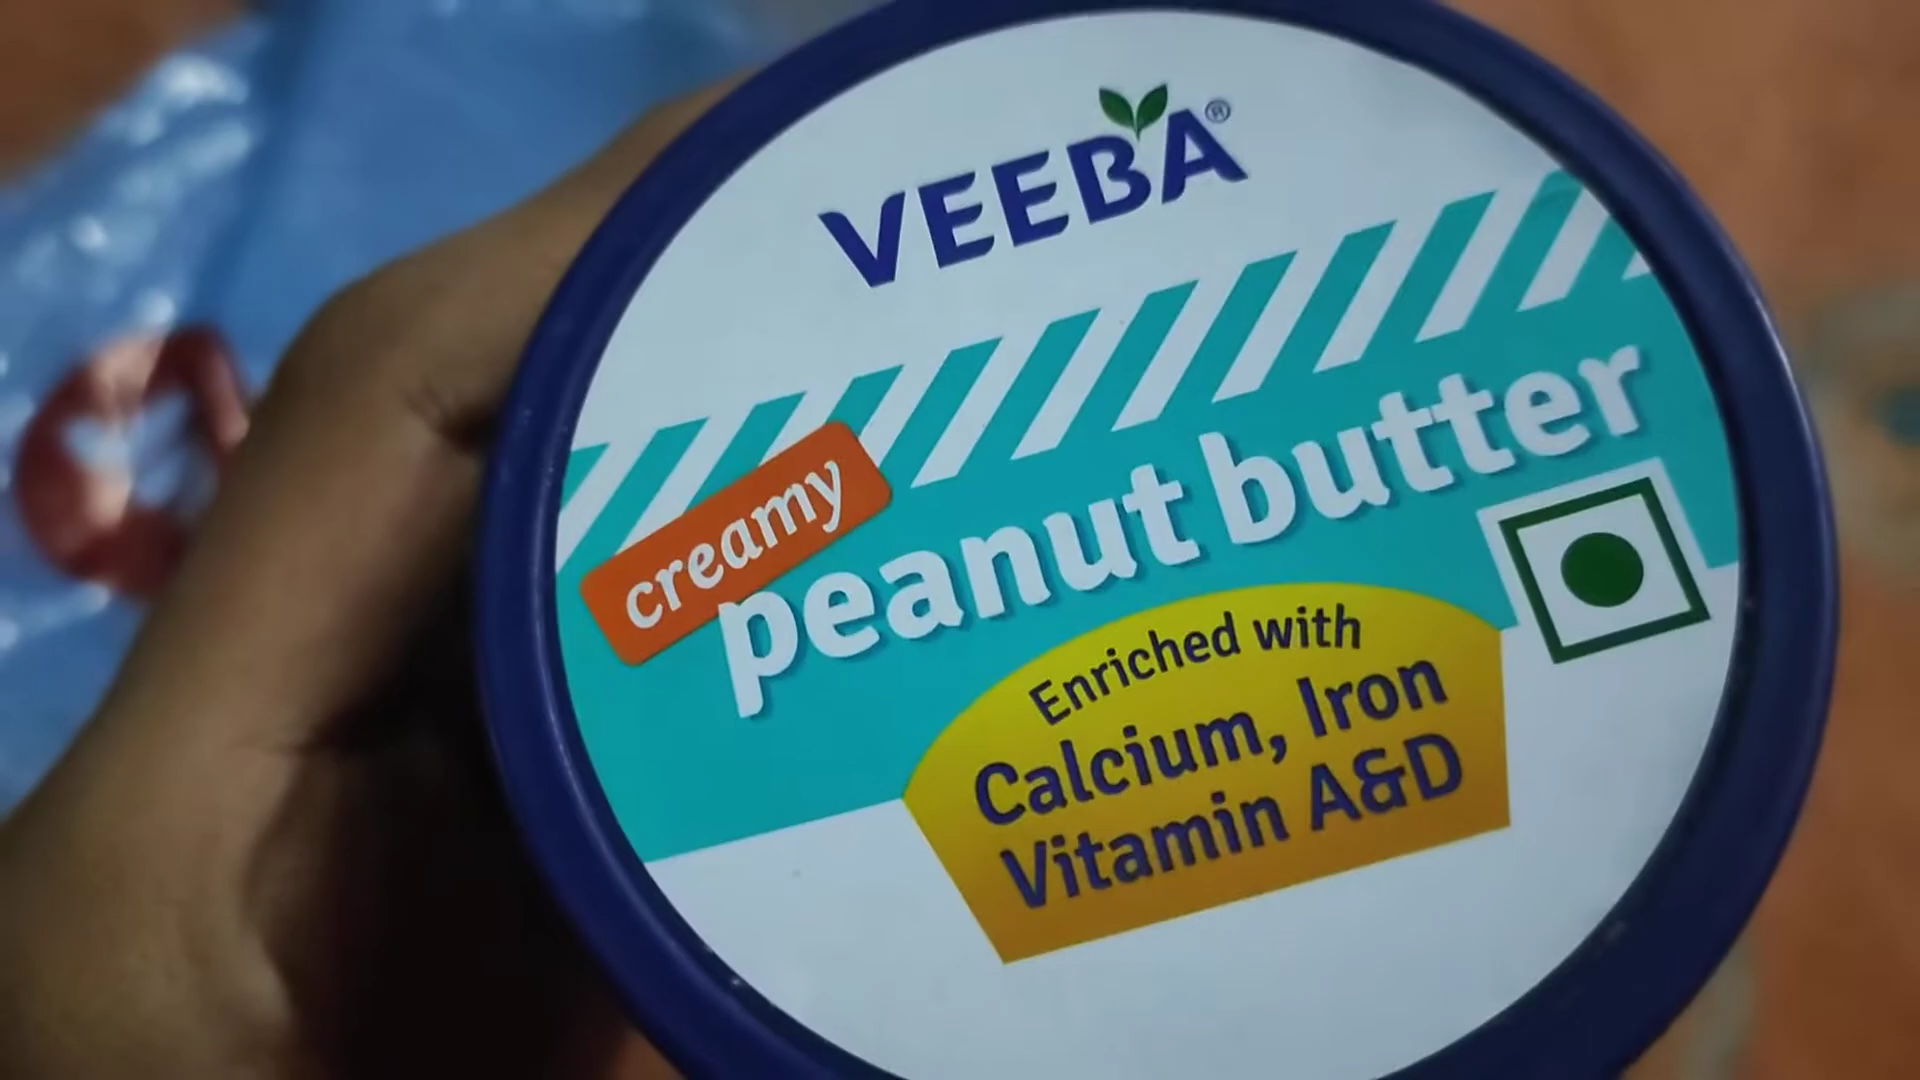 VEEBA®
creamy
peanut butter
Enriched with
Calcium, Iron
Vitamin A&D